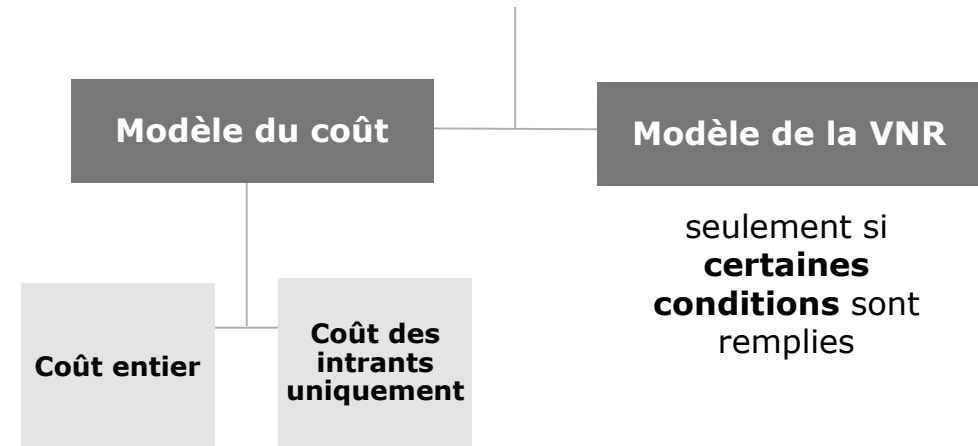 Modèle du coût
Modèle de la VNR
seulement si
certaines
conditions sont
remplies
Coût entier
Coût des
intrants
uniquement